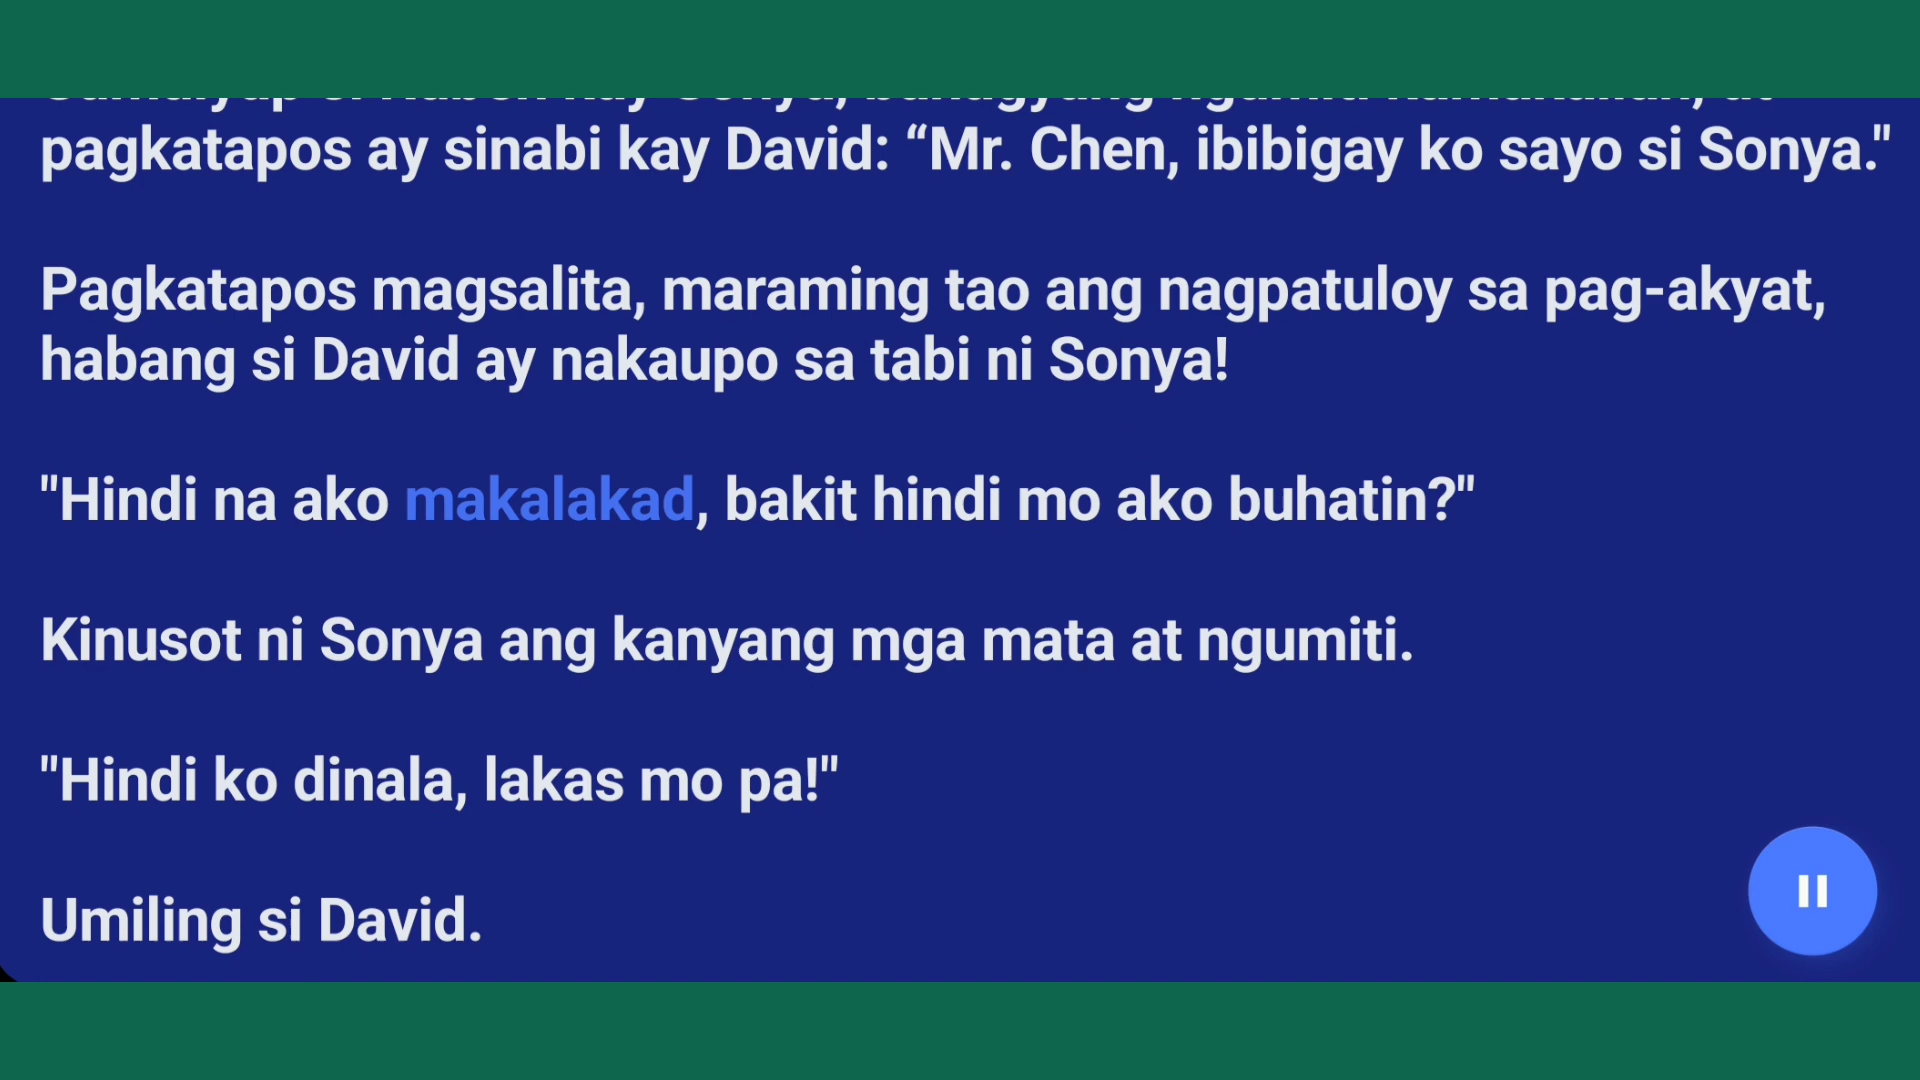 pagkatapos ay sinabi kay David: “Mr. Chen, ibibigay ko sayo si Sonya."
Pagkatapos magsalita, maraming tao ang nagpatuloy sa pag-akyat,
habang si David ay nakaupo sa tabi ni Sonya!
"Hindi na ako makalakad, bakit hindi mo ako buhatin?"
Kinusot ni Sonya ang kanyang mga mata at ngumiti.
"Hindi ko dinala, lakas mo pa!"
Umiling si David.